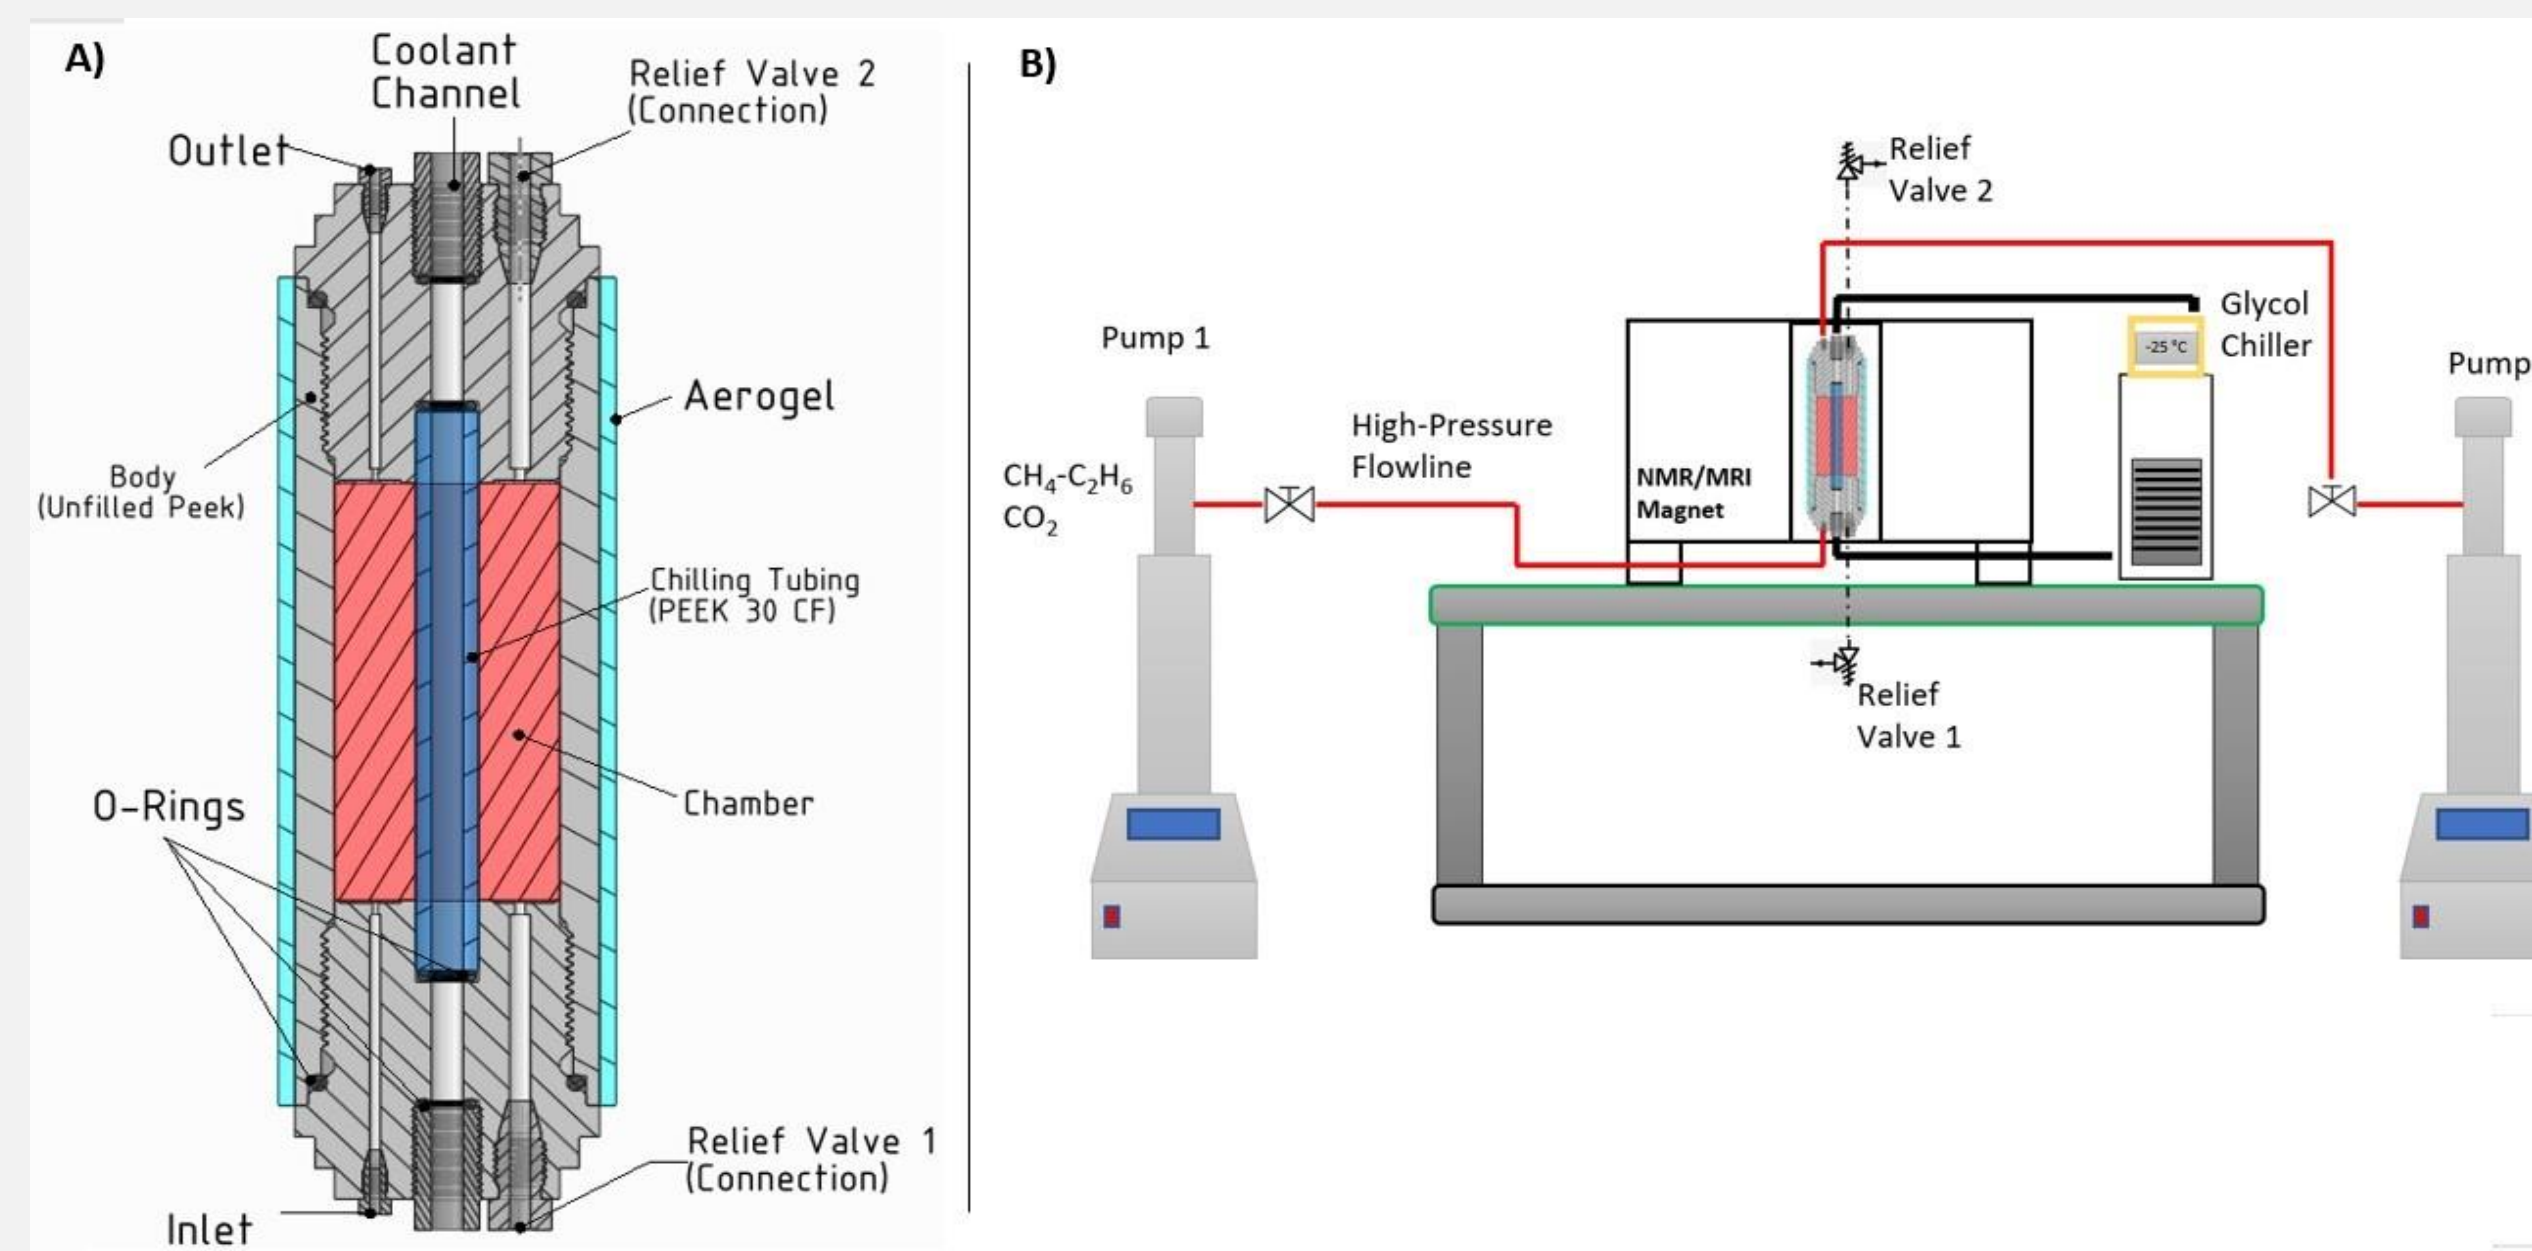 A)
Coolant
Channel
Relief Valve 2
(Connection)
Outlet
Aerogel
Body
(Unfilled Peek)
Chilling Tubing
(PEEK 30 CF)
O-Rings
Chamber
Relief Valve 1
(Connection)
Inlet
B)
Relief
Valve 2
Glycol
Chiller
-25 °C
Pump 1
Pump
High-Pressure
Flowline
CH₄-C₂H₆
CO₂
NMR/MRI
Magnet
Relief
Valve 1